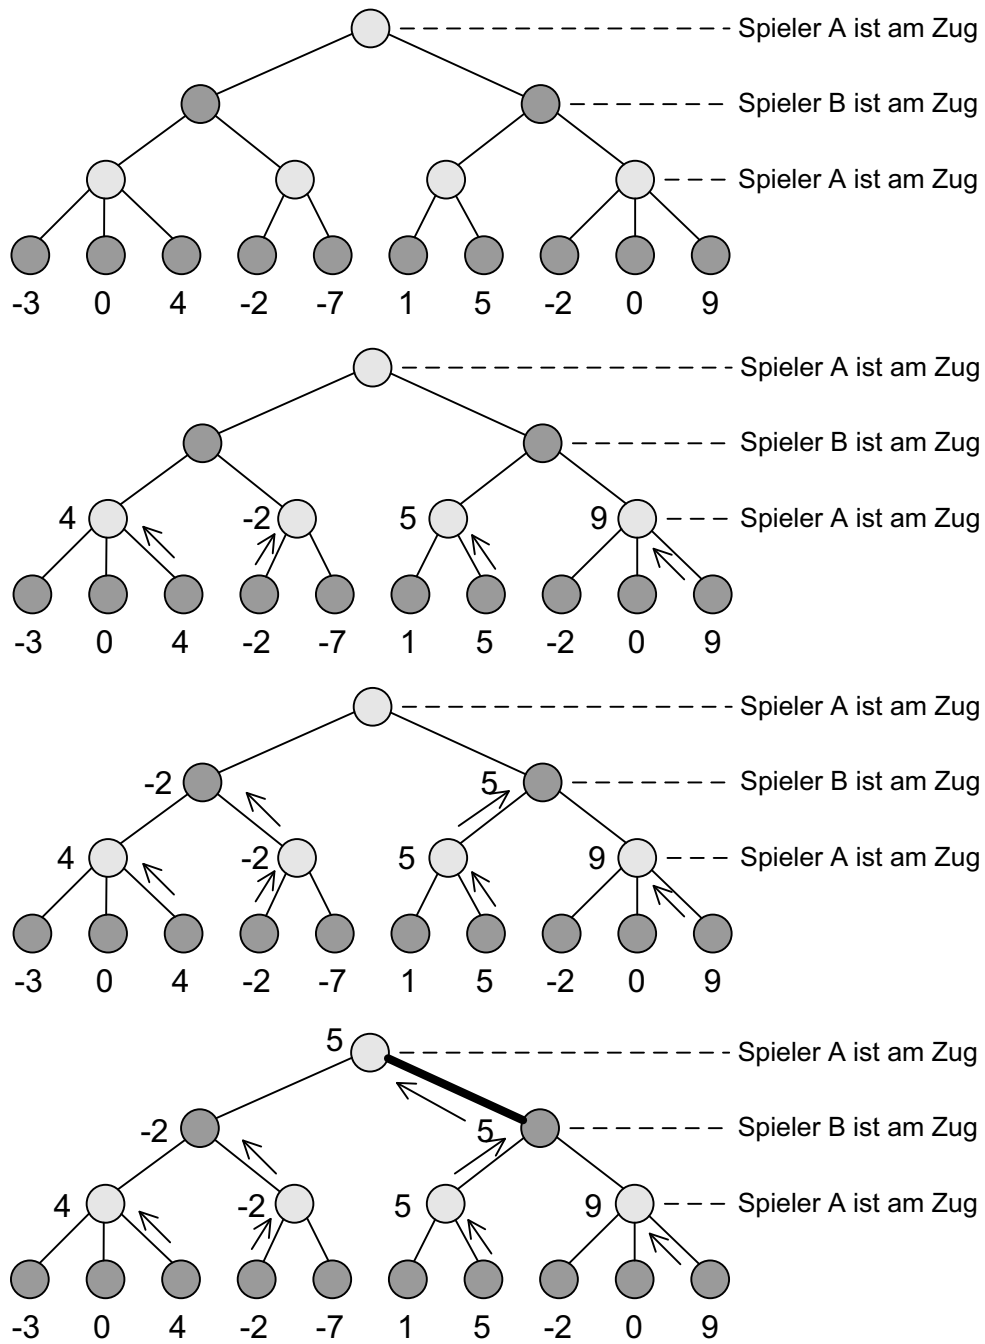 Spieler A ist am Zug
Spieler B ist am Zug
Spieler A ist am Zug
-3 0 4 -2 -7 1 5 -2 0 9
Spieler A ist am Zug
Spieler B ist am Zug
4 -2 5 9 Spieler A ist am Zug
-3 0 4 -2 -7 1 5 -2 0 9
Spieler A ist am Zug
-2 5 Spieler B ist am Zug
4 -2 5 9 Spieler A ist am Zug
-3 0 4 -2 -7 1 5 -2 0 9
5 Spieler A ist am Zug
-2 5 Spieler B ist am Zug
4 -2 5 9 Spieler A ist am Zug
-3 0 4 -2 -7 1 5 -2 0 9